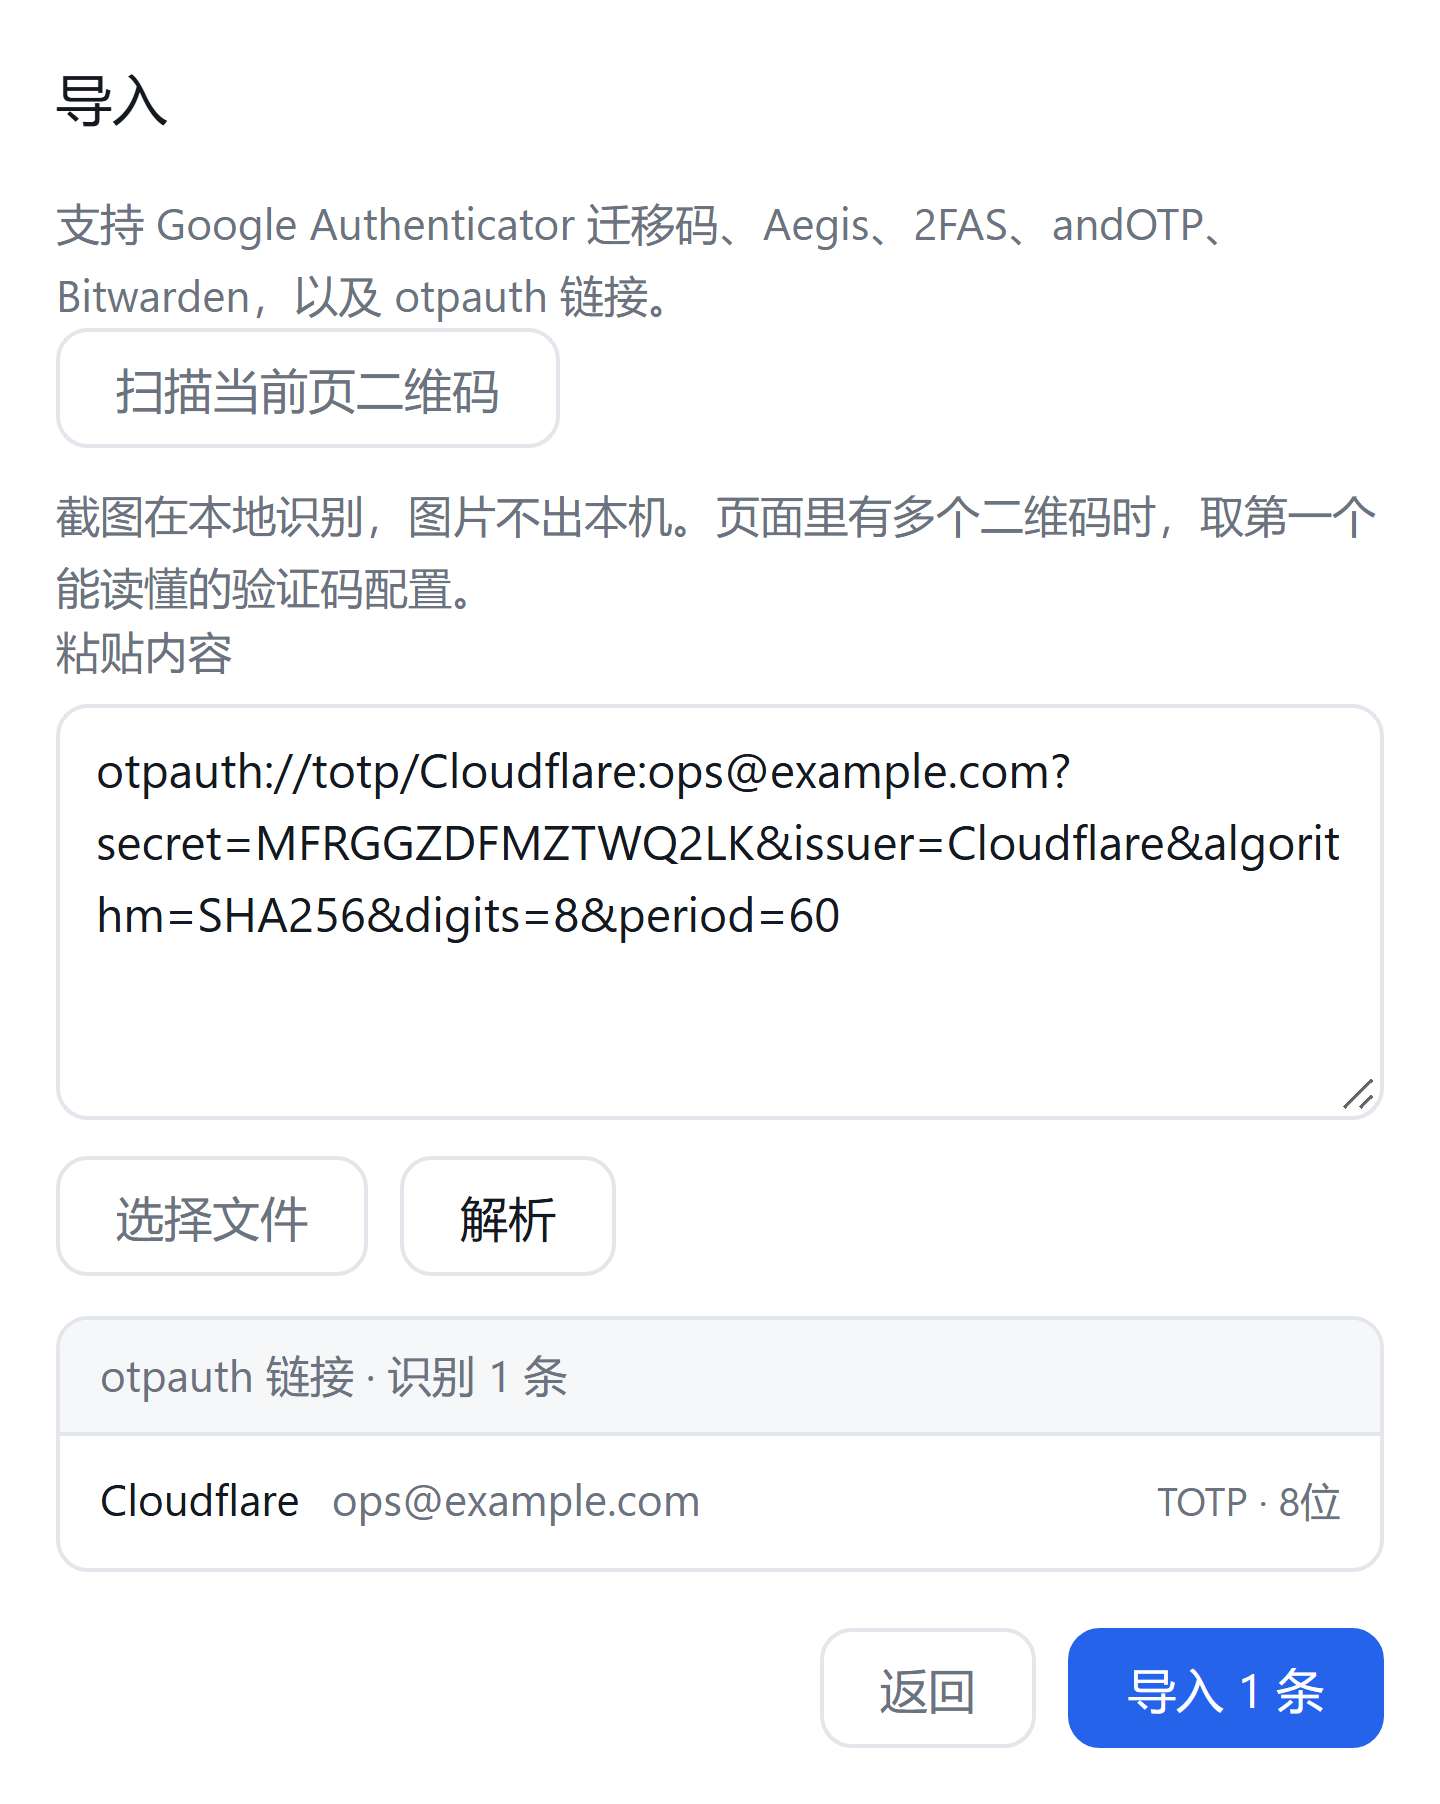 导入
支持 Google Authenticator 迁移码、Aegis、2FAS、andOTP、
Bitwarden，以及 otpauth 链接。
扫描当前页二维码
截图在本地识别，图片不出本机。页面里有多个二维码时，取第一个
能读懂的验证码配置。
粘贴内容
otpauth://totp/Cloudflare:ops@example.com?
secret=MFRGGZDFMZTWQ2LK&issuer=Cloudflare&algorit
hm=SHA256&digits=8&period=60
选择文件 解析
otpauth 链接 · 识别 1 条
Cloudflare ops@example.com TOTP · 8位
返回 导入 1 条